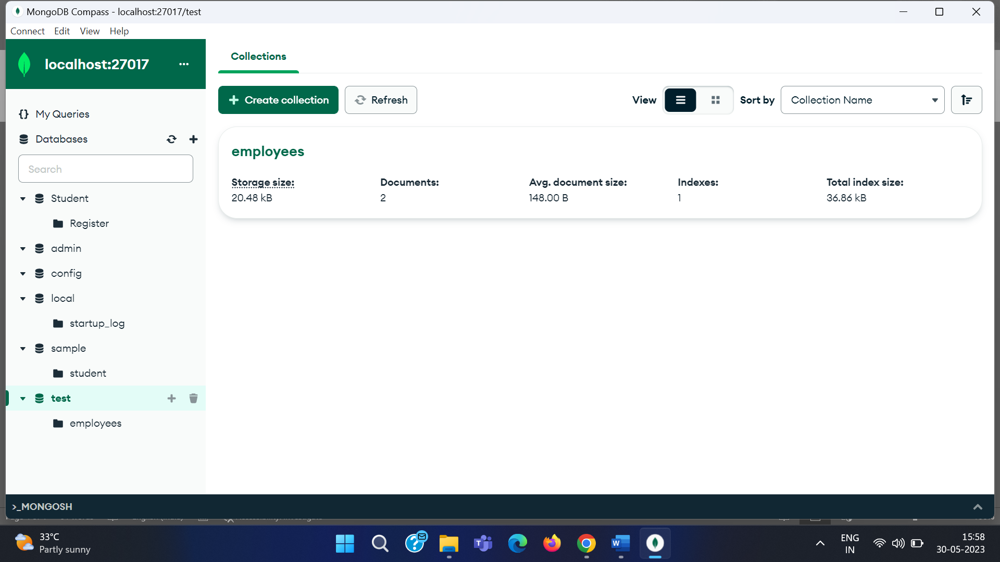 MongoDB Compass - localhost:27017/test
Connect Edit View Help
localhost:27017 ...
My Queries
Databases
Search
Student
Register
admin
config
local
startup_log
sample
student
test
employees
Collections
Create collection Refresh View Sort by Collection Name
employees
Storage size: Documents: Avg. document size: Indexes: Total index size:
20.48 kB 2 148.00 B 1 36.86 kB
>_MONGOSH
33°C
Partly sunny
ENG
IN
15:58
30-05-2023